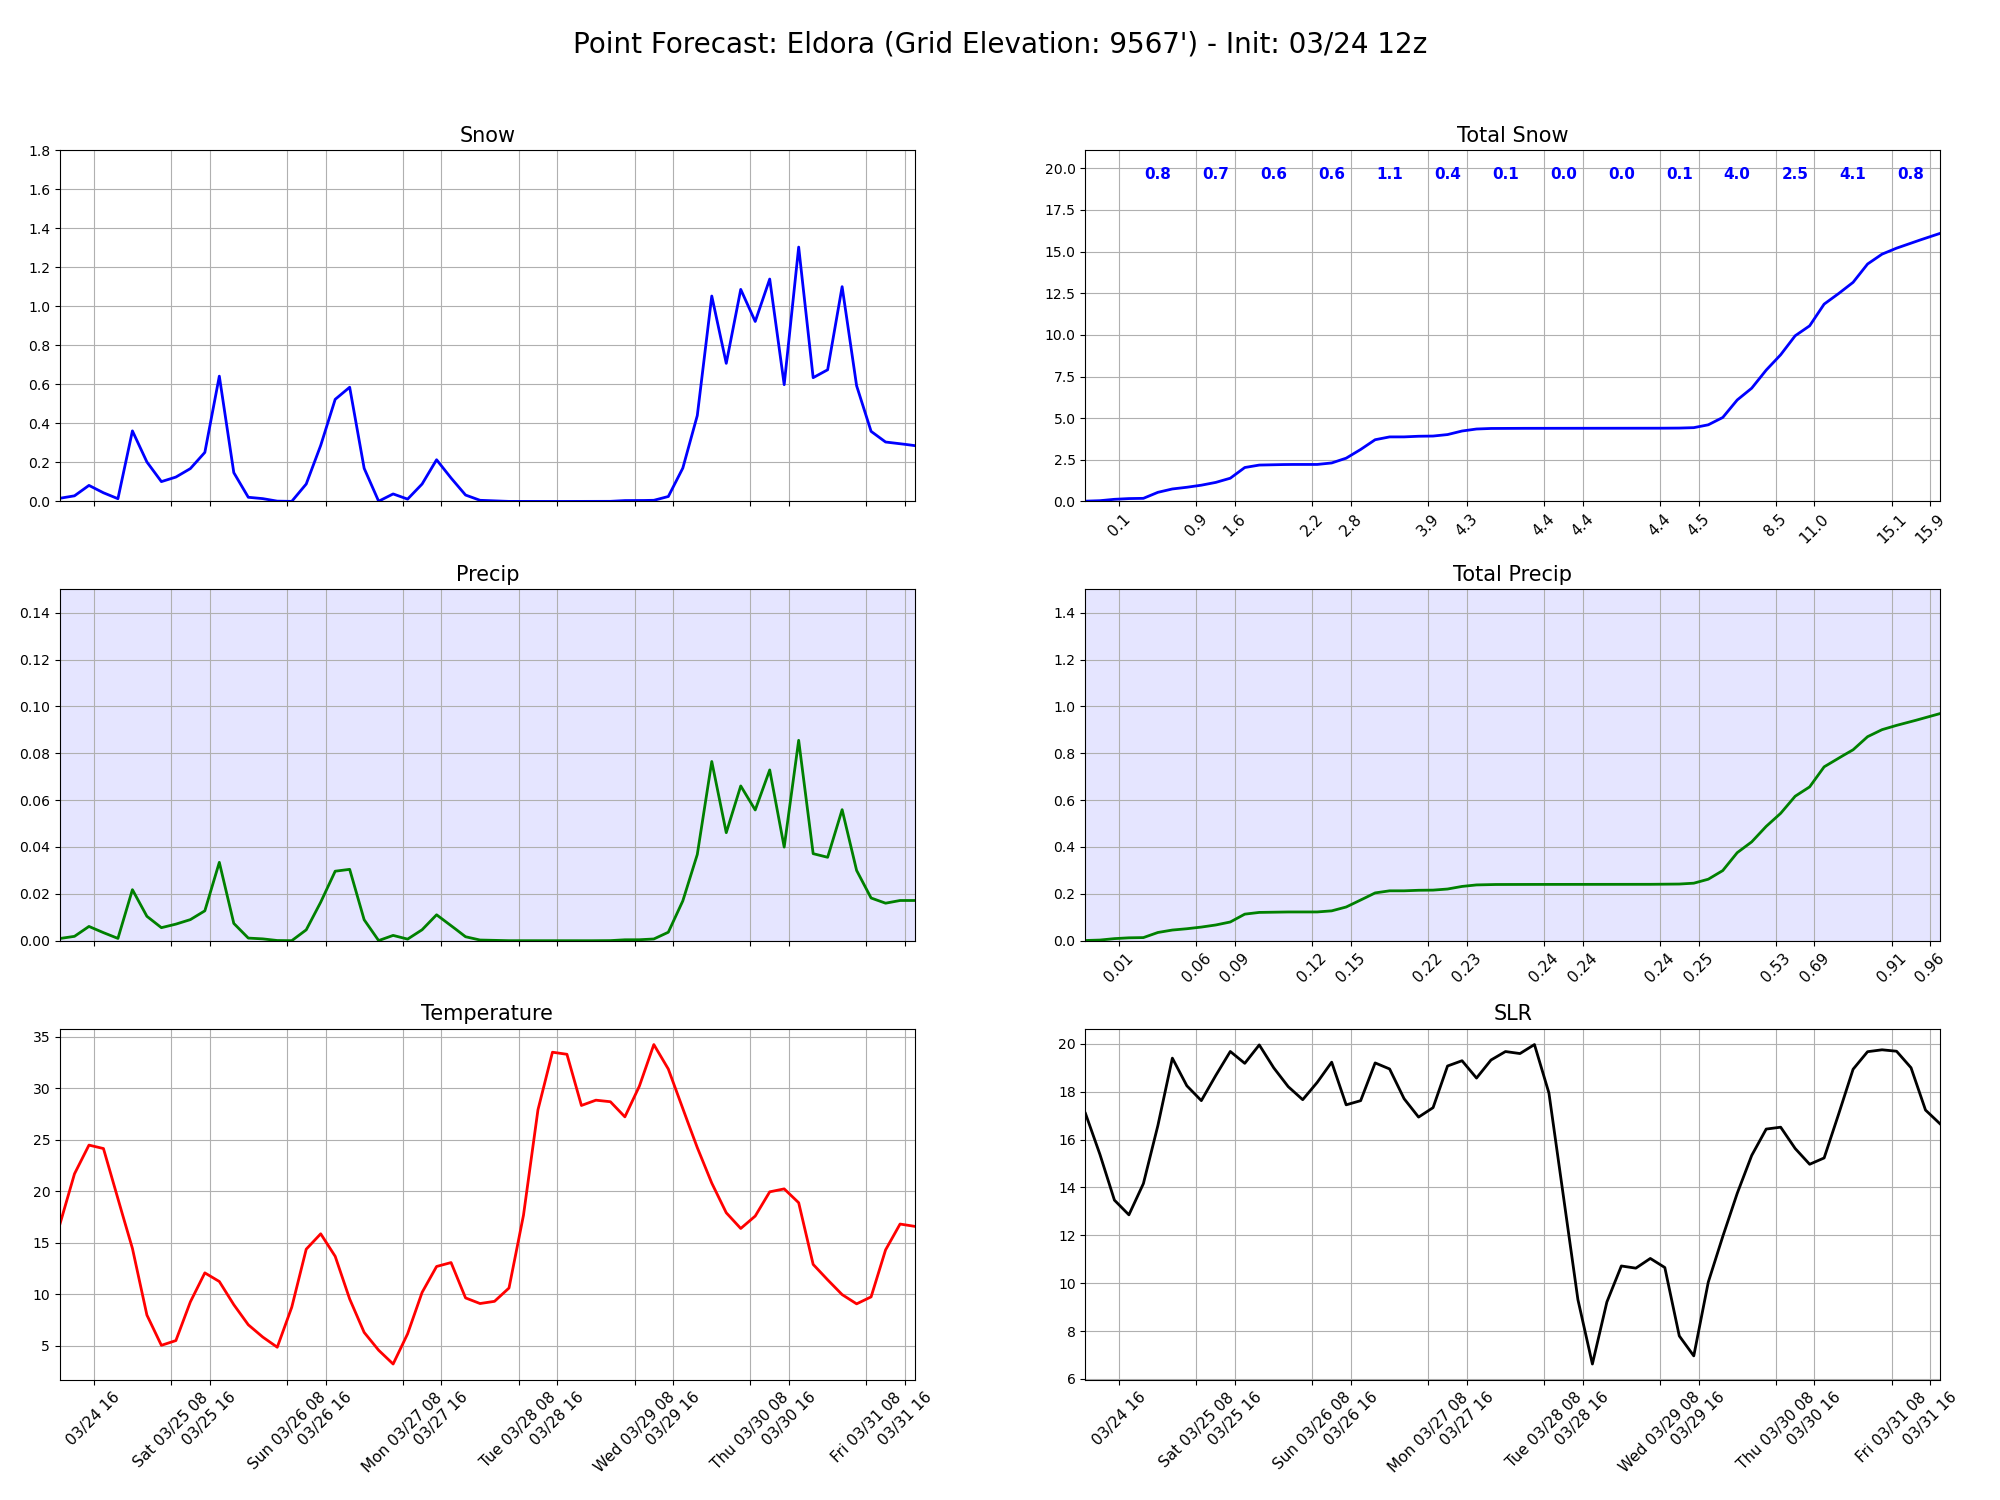 Point Forecast: Eldora (Grid Elevation: 9567') - Init: 03/24 12z
Snow
1.8
1.6
1.4
1.2
1.0
0.8
0.6
0.4
0.2
0.0
Total Snow
20.0
17.5
15.0
12.5
10.0
7.5
5.0
2.5
0.0
0.8 0.7 0.6 0.6 1.1 0.4 0.1 0.0 0.0 0.1 4.0 2.5 4.1 0.8
0.1 0.9 1.6 2.2 2.8 3.9 4.3 4.4 4.4 4.4 4.5 8.5 11.0 15.1 15.9
Precip
0.14
0.12
0.10
0.08
0.06
0.04
0.02
0.00
Total Precip
1.4
1.2
1.0
0.8
0.6
0.4
0.2
0.0
0.01 0.06 0.09 0.12 0.15 0.22 0.23 0.24 0.24 0.24 0.25 0.53 0.69 0.91 0.96
Temperature
35
30
25
20
15
10
5
03/24 16
Sat 03/25 08
03/25 16
Sun 03/26 08
03/26 16
Mon 03/27 08
03/27 16
Tue 03/28 08
03/28 16
Wed 03/29 08
03/29 16
Thu 03/30 08
03/30 16
Fri 03/31 08
03/31 16
SLR
20
18
16
14
12
10
8
6
03/24 16
Sat 03/25 08
03/25 16
Sun 03/26 08
03/26 16
Mon 03/27 08
03/27 16
Tue 03/28 08
03/28 16
Wed 03/29 08
03/29 16
Thu 03/30 08
03/30 16
Fri 03/31 08
03/31 16